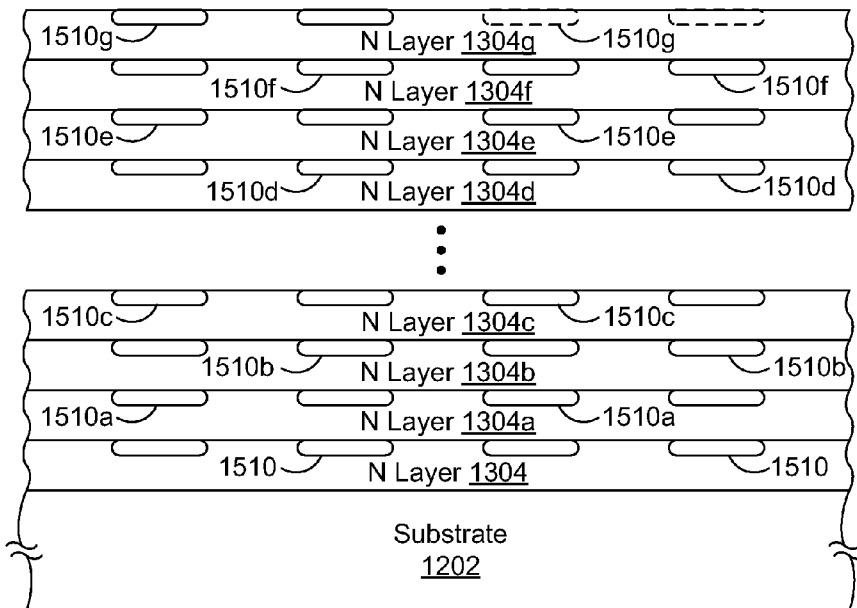 1510g N Layer 1304g 1510g
1510f N Layer 1304f 1510f
1510e N Layer 1304e 1510e
1510d N Layer 1304d 1510d
1510c N Layer 1304c 1510c
1510b N Layer 1304b 1510b
1510a N Layer 1304a 1510a
1510 N Layer 1304 1510
Substrate
1202